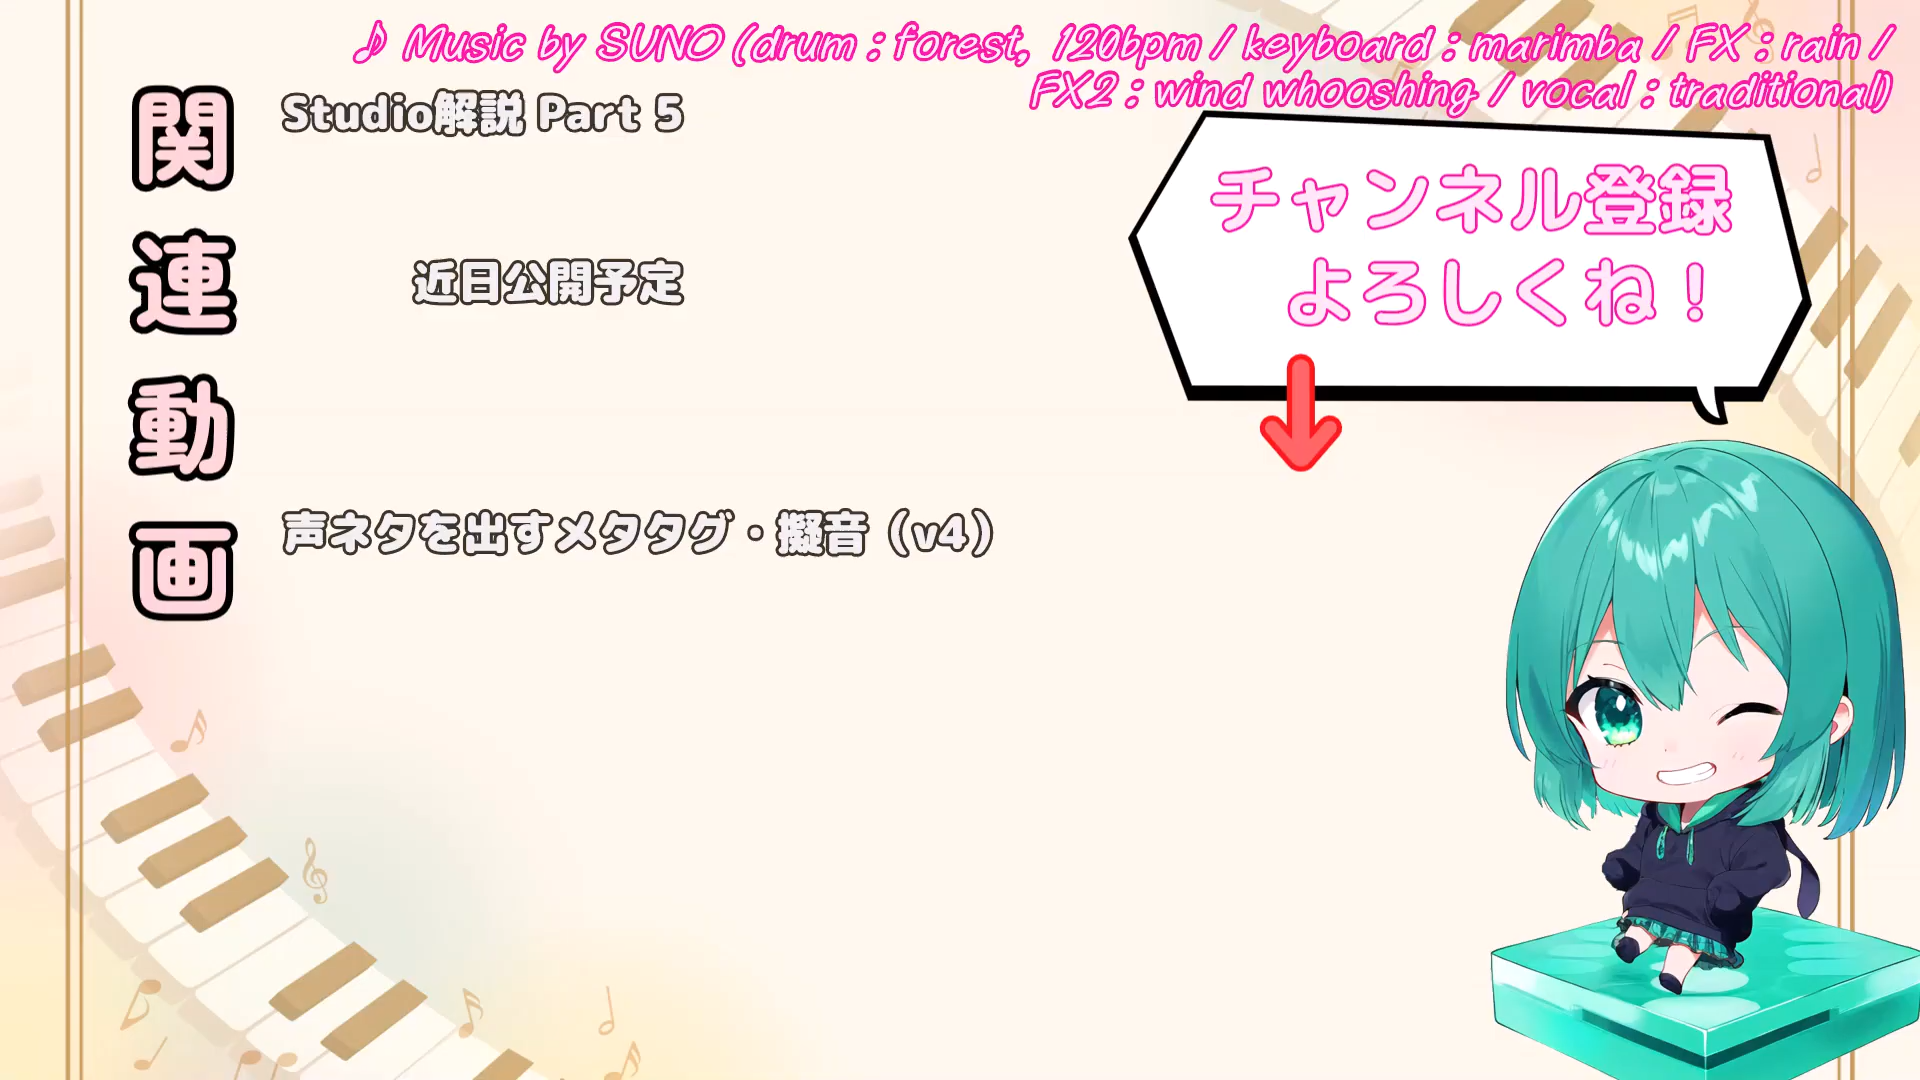 ♪ Music by SUNO (drum : forest, 120bpm / keyboard : marimba / FX : rain /
FX2 : wind whooshing / vocal : traditional)
関連動画
Studio解説 Part 5
近日公開予定
声ネタを出すメタタグ・擬音（v4）
チャンネル登録
よろしくね！